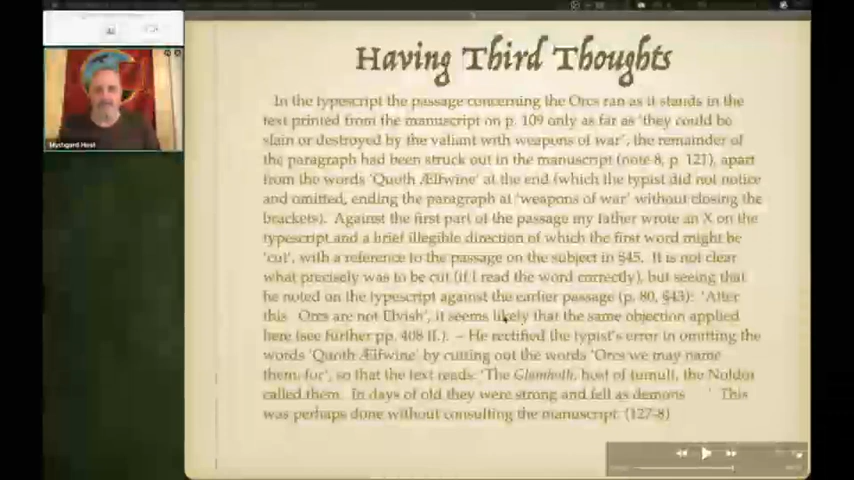 Having Third Thoughts
In the typescript the passage concerning the Orcs ran as it stands in the
text printed from the manuscript on p. 109 only as far as 'they could be
slain or destroyed by the valiant with weapons of war', the remainder of
the paragraph had been struck out in the manuscript (note 8, p. 121), apart
from the words 'Quoth Ælfwine' at the end (which the typist did not notice
and omitted, ending the paragraph at 'weapons of war' without closing the
brackets). Against the first part of the passage my father wrote an X on the
typescript and a brief illegible direction of which the first word might be
'cut', with a reference to the passage on the subject in §45. It is not clear
what precisely was to be cut (if I read the word correctly), but seeing that
he noted on the typescript against the earlier passage (p. 80, §43): 'Alter
this Orcs are not Elvish', it seems likely that the same objection applied
here (see further pp. 408 ff.). – He rectified the typist's error in omitting the
words 'Quoth Ælfwine' by cutting out the words 'Orcs we may name
them, for', so that the text reads: 'The Glamhoth, host of tumult, the Noldor
called them. In days of old they were strong and fell as demons ' This
was perhaps done without consulting the manuscript. (127-8)
Mythgard Host